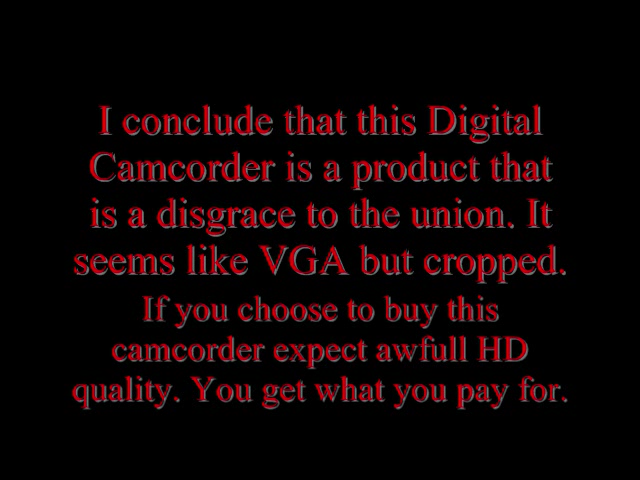 I conclude that this Digital
Camcorder is a product that
is a disgrace to the union. It
seems like VGA but cropped.
If you choose to buy this
camcorder expect awfull HD
quality. You get what you pay for.